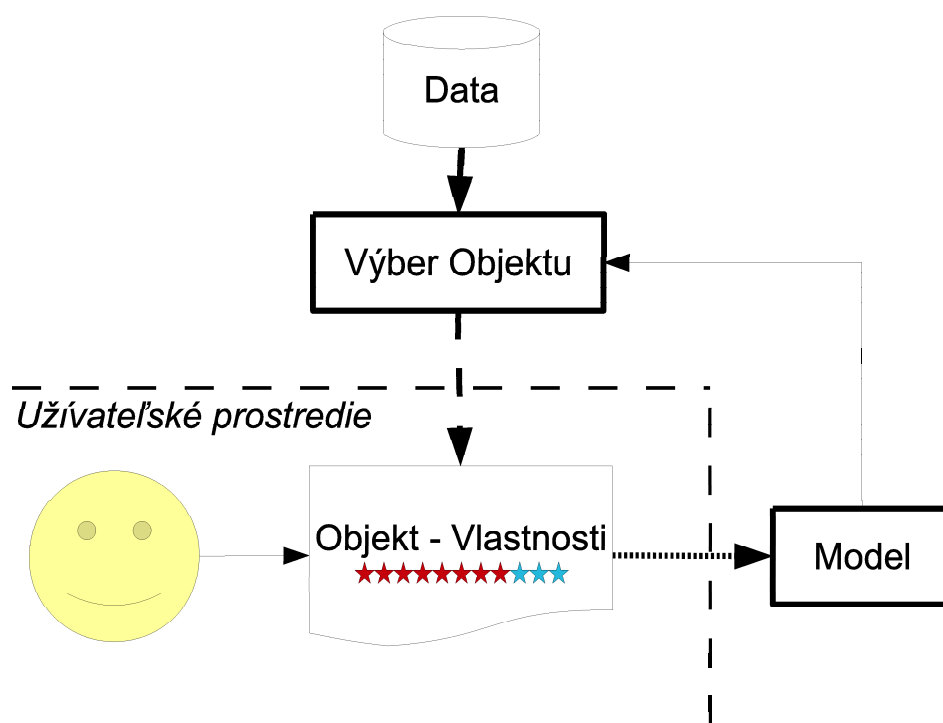 Data
Výber Objektu
Užívateľské prostredie
Objekt - Vlastnosti
Model